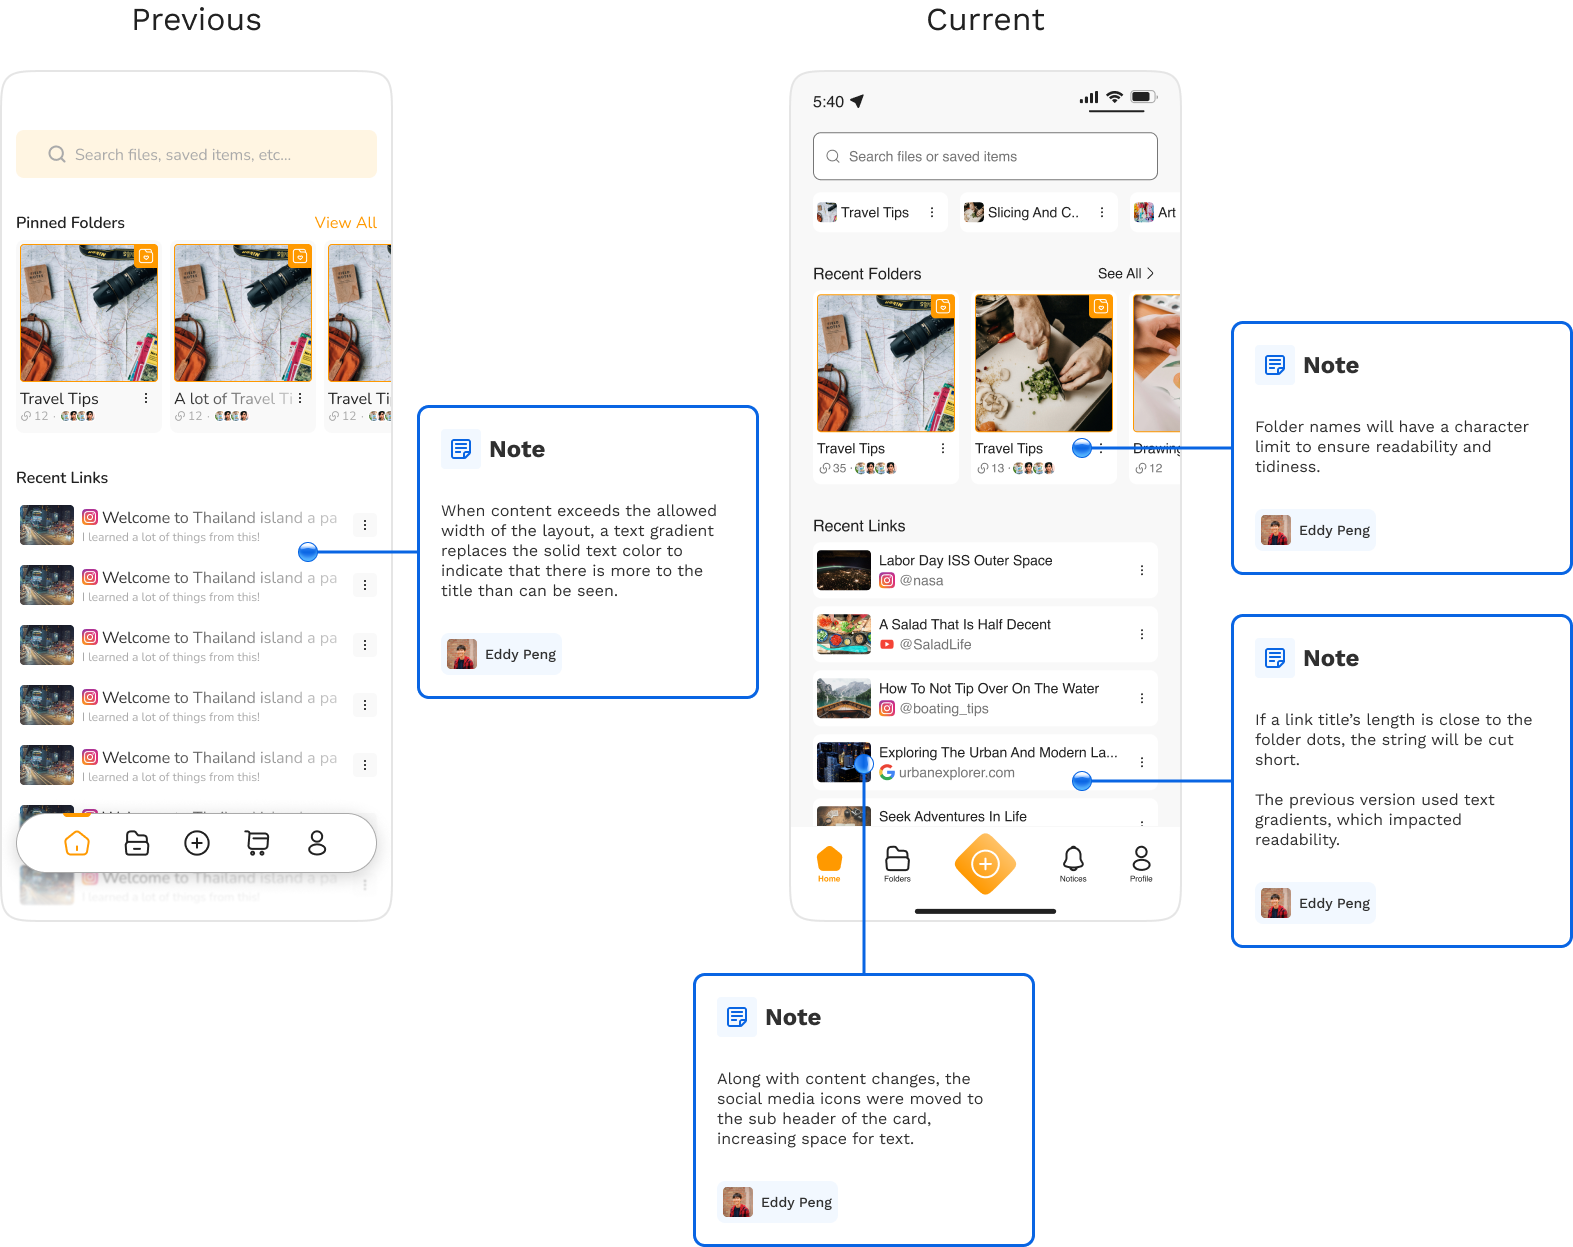 Previous
Search files, saved items, etc...
Pinned Folders
View All
Travel Tips
12
A lot of Travel Ti
12
Travel Ti
12
Recent Links
Welcome to Thailand island a pa
I learned a lot of things from this!
Welcome to Thailand island a pa
I learned a lot of things from this!
Welcome to Thailand island a pa
I learned a lot of things from this!
Welcome to Thailand island a pa
I learned a lot of things from this!
Welcome to Thailand island a pa
I learned a lot of things from this!
Welcome to Thailand island a pa
I learned a lot of things from this!
Note
When content exceeds the allowed
width of the layout, a text gradient
replaces the solid text color to
indicate that there is more to the
title than can be seen.
Eddy Peng
Current
5:40
Search files or saved items
Travel Tips
Slicing And C..
Art
Recent Folders
See All
Travel Tips
35
Travel Tips
13
Drawing
12
Recent Links
Labor Day ISS Outer Space
@nasa
A Salad That Is Half Decent
@SaladLife
How To Not Tip Over On The Water
@boating_tips
Exploring The Urban And Modern La...
urbanexplorer.com
Seek Adventures In Life
Home
Folders
Notices
Profile
Note
Folder names will have a character
limit to ensure readability and
tidiness.
Eddy Peng
Note
If a link title’s length is close to the
folder dots, the string will be cut
short.
The previous version used text
gradients, which impacted
readability.
Eddy Peng
Note
Along with content changes, the
social media icons were moved to
the sub header of the card,
increasing space for text.
Eddy Peng